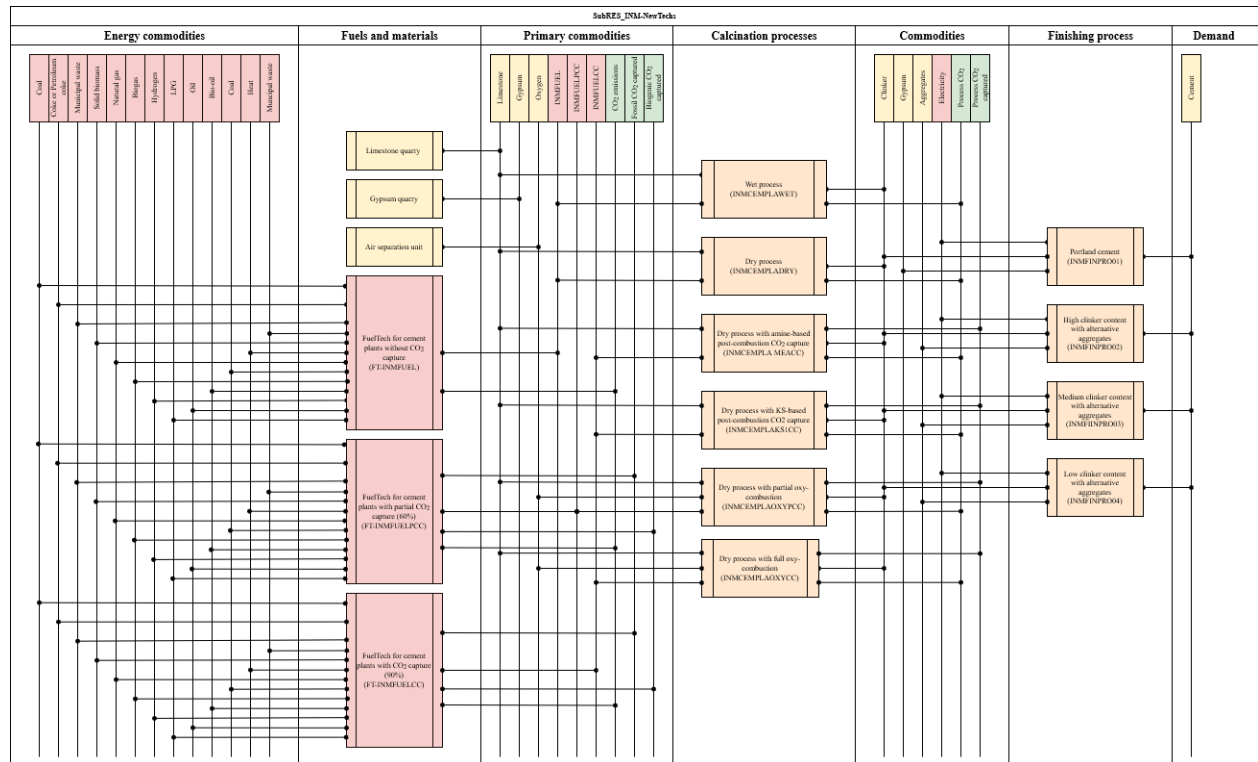 SubRES_INM-NewTechs
Energy commodities
Fuels and materials
Primary commodities
Calcination processes
Commodities
Finishing process
Demand
Coal
Coke or Petroleum
coke
Municipal waste
Solid biomass
Natural gas
Biogas
Hydrogen
LPG
Oil
Bio-oil
Coal
Heat
Municipal waste
Limestone
Gypsum
Oxygen
INMFUEL
INMFUELPCC
INMFUELCC
CO2 emissions
Fossil CO2 captured
Biogenic CO2
captured
Clinker
Gypsum
Aggregates
Electricity
Process CO2
Process CO2
captured
Cement
Limestone quarry
Gypsum quarry
Air separation unit
FuelTech for cement
plants without CO2
capture
(FT-INMFUEL)
FuelTech for cement
plants with partial CO2
capture (60%)
(FT-INMFUELPCC)
FuelTech for cement
plants with CO2 capture
(90%)
(FT-INMFUELCC)
Wet process
(INMCEMPLAWET)
Dry process
(INMCEMPLADRY)
Dry process with amine-based
post-combustion CO2 capture
(INMCEMPLA MEACC)
Dry process with KS-based
post-combustion CO2 capture
(INMCEMPLAKS1CC)
Dry process with partial oxy-
combustion
(INMCEMPLAOXYPCC)
Dry process with full oxy-
combustion
(INMCEMPLAOXYCC)
Portland cement
(INMFINPRO01)
High clinker content
with alternative
aggregates
(INMFINPRO02)
Medium clinker content
with alternative
aggregates
(INMFIINPRO03)
Low clinker content
with alternative
aggregates
(INMFINPRO04)